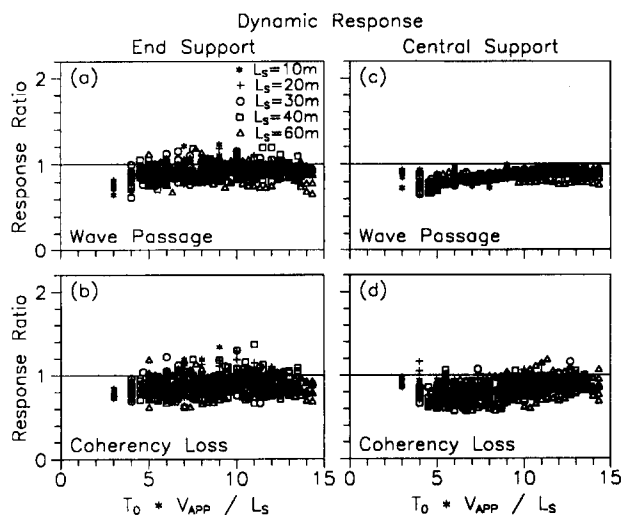 Dynamic Response
End Support
Central Support
(a)
* Ls=10m
+ Ls=20m
○ Ls=30m
□ Ls=40m
△ Ls=60m
Response Ratio
2
1
0
Wave Passage
(c)
Wave Passage
(b)
Response Ratio
2
1
0
Coherency Loss
(d)
Coherency Loss
0 5 10 15
0 5 10 15
T₀ * VAPP / Ls
T₀ * VAPP / Ls